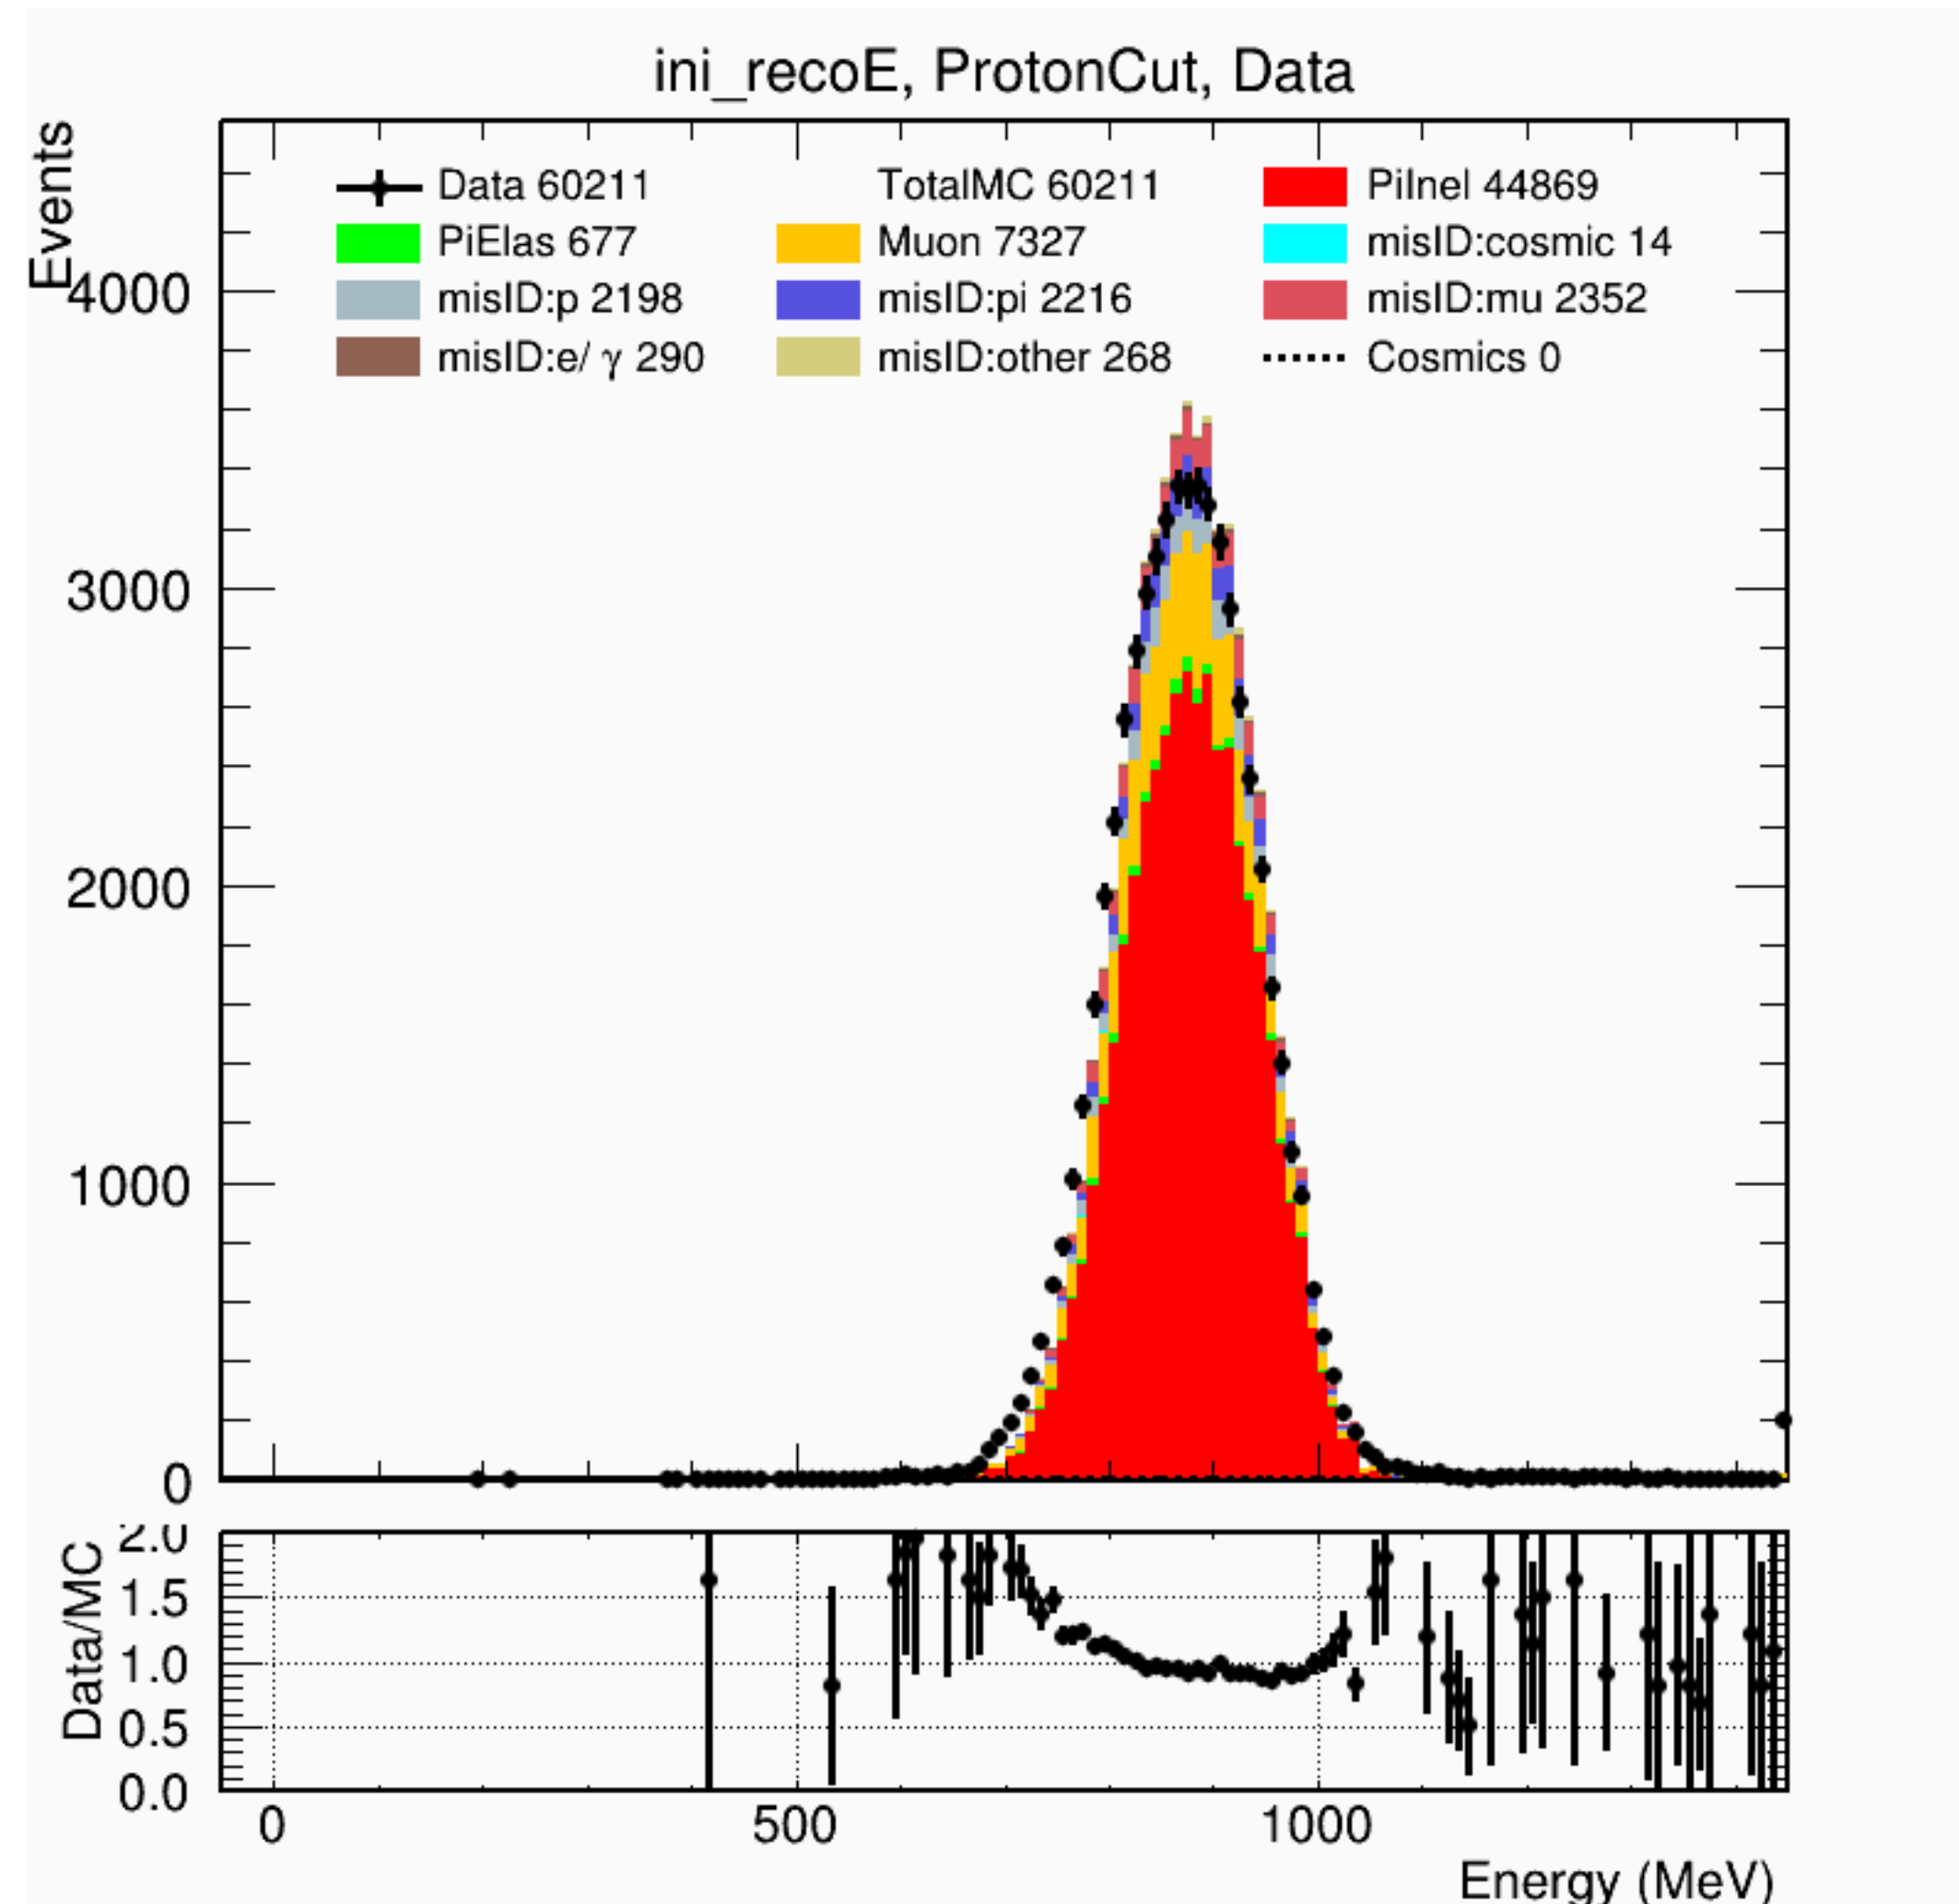 ini_recoE, ProtonCut, Data
Events
Data 60211 TotalMC 60211 PiInel 44869
PiElas 677 Muon 7327 misID:cosmic 14
misID:p 2198 misID:pi 2216 misID:mu 2352
misID:e/ γ 290 misID:other 268 Cosmics 0
4000
3000
2000
1000
0
Data/MC
2.0
1.5
1.0
0.5
0.0
0 500 1000
Energy (MeV)